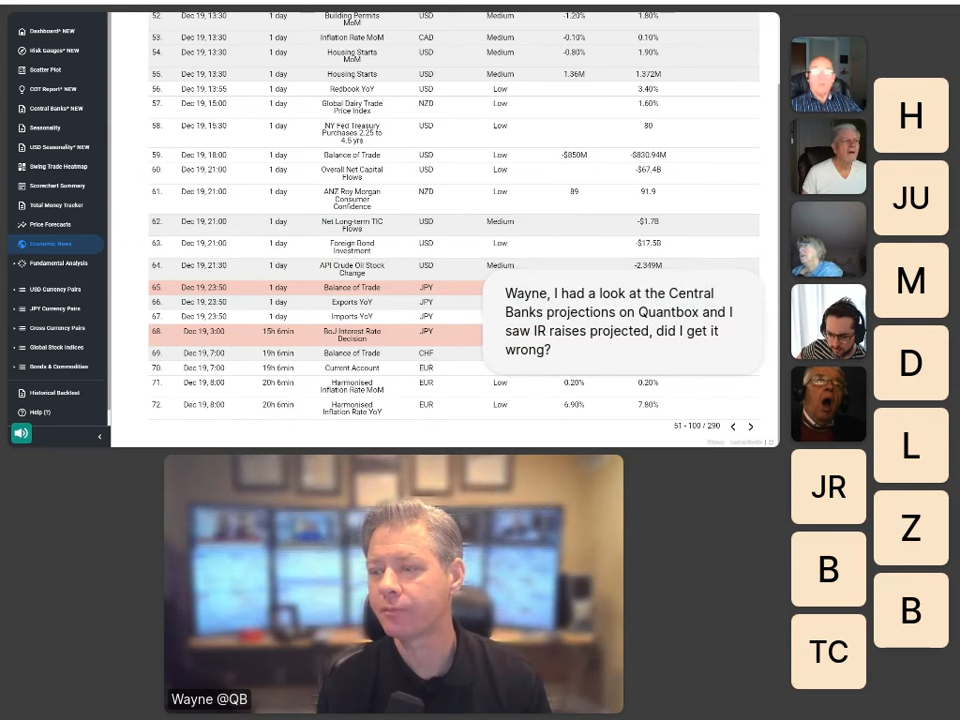 Dashboard* NEW
Risk Gauges* NEW
Scatter Plot
COT Report* NEW
Central Banks* NEW
Seasonality
USD Seasonality* NEW
Swing Trade Heatmap
Scorechart Summary
Total Money Tracker
Price Forecasts
Economic News
Fundamental Analysis
USD Currency Pairs
JPY Currency Pairs
Cross Currency Pairs
Global Stock Indices
Bonds & Commodities
Historical Backtest
Help (?)
52. Dec 19, 13:30 1 day Building Permits MoM USD Medium -1.20% 1.80%
53. Dec 19, 13:30 1 day Inflation Rate MoM CAD Medium -0.10% 0.10%
54. Dec 19, 13:30 1 day Housing Starts MoM USD Medium -0.80% 1.90%
55. Dec 19, 13:30 1 day Housing Starts USD Medium 1.36M 1.372M
56. Dec 19, 13:55 1 day Redbook YoY USD Low 3.40%
57. Dec 19, 15:00 1 day Global Dairy Trade Price Index NZD Low 1.60%
58. Dec 19, 15:30 1 day NY Fed Treasury Purchases 2.25 to 4.5 yrs USD Low 80
59. Dec 19, 18:00 1 day Balance of Trade USD Low -$850M -$830.94M
60. Dec 19, 21:00 1 day Overall Net Capital Flows USD Low -$67.4B
61. Dec 19, 21:00 1 day ANZ Roy Morgan Consumer Confidence NZD Low 89 91.9
62. Dec 19, 21:00 1 day Net Long-term TIC Flows USD Medium -$1.7B
63. Dec 19, 21:00 1 day Foreign Bond Investment USD Low -$17.5B
64. Dec 19, 21:30 1 day API Crude Oil Stock Change USD Medium -2.349M
65. Dec 19, 23:50 1 day Balance of Trade JPY
66. Dec 19, 23:50 1 day Exports YoY JPY
67. Dec 19, 23:50 1 day Imports YoY JPY
68. Dec 19, 3:00 15h 6min BoJ Interest Rate Decision JPY
69. Dec 19, 7:00 19h 6min Balance of Trade CHF
70. Dec 19, 7:00 19h 6min Current Account EUR
71. Dec 19, 8:00 20h 6min Harmonised Inflation Rate MoM EUR Low 0.20% 0.20%
72. Dec 19, 8:00 20h 6min Harmonised Inflation Rate YoY EUR Low 6.90% 7.80%
51 - 100 / 290
Wayne, I had a look at the Central
Banks projections on Quantbox and I
saw IR raises projected, did I get it
wrong?
Wayne @QB
H
JU
M
D
L
JR
Z
B
B
TC